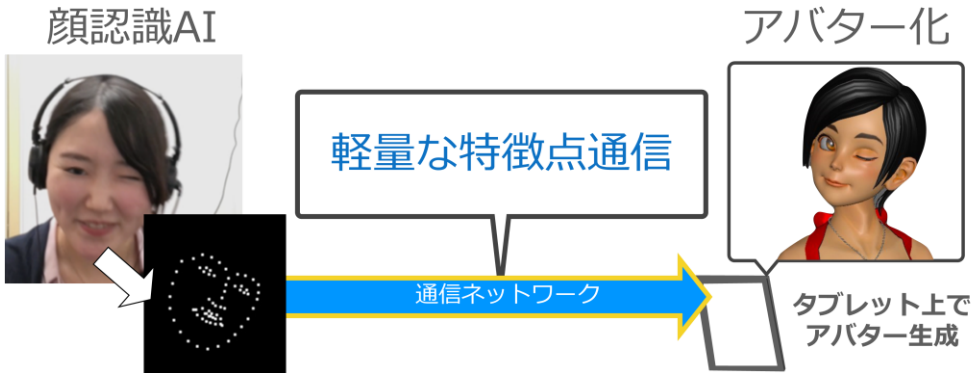 顔認識AI
アバター化
軽量な特徴点通信
通信ネットワーク
タブレット上で
アバター生成